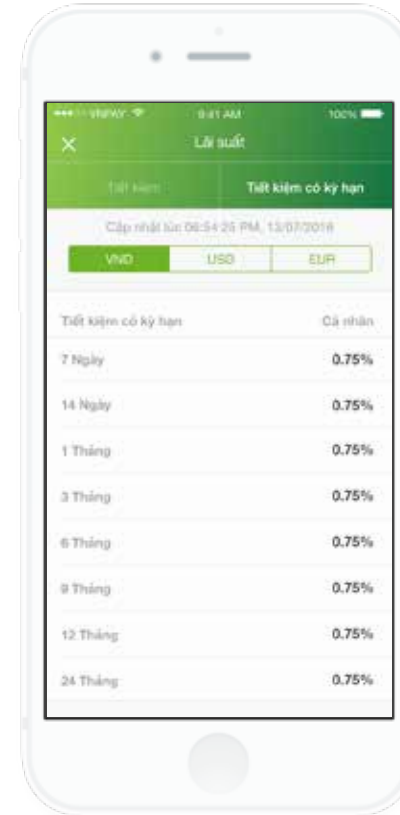 9:41 AM 100%
Lãi suất
Tiết kiệm Tiết kiệm có kỳ hạn
Cập nhật lúc 06:54:25 PM, 13/07/2016
VND USD EUR
Tiết kiệm có kỳ hạn Cá nhân
7 Ngày 0.75%
14 Ngày 0.75%
1 Tháng 0.75%
3 Tháng 0.75%
6 Tháng 0.75%
9 Tháng 0.75%
12 Tháng 0.75%
24 Tháng 0.75%